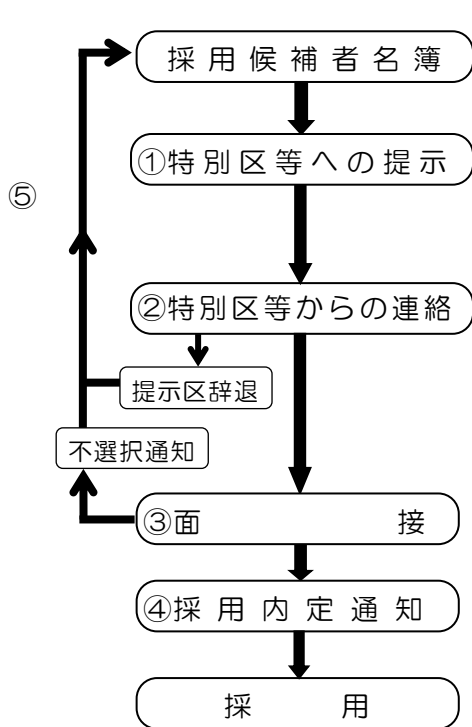 採用候補者名簿
①特別区等への提示
⑤
②特別区等からの連絡
提示区辞退
不選択通知
③面　接
④採用内定通知
採　用